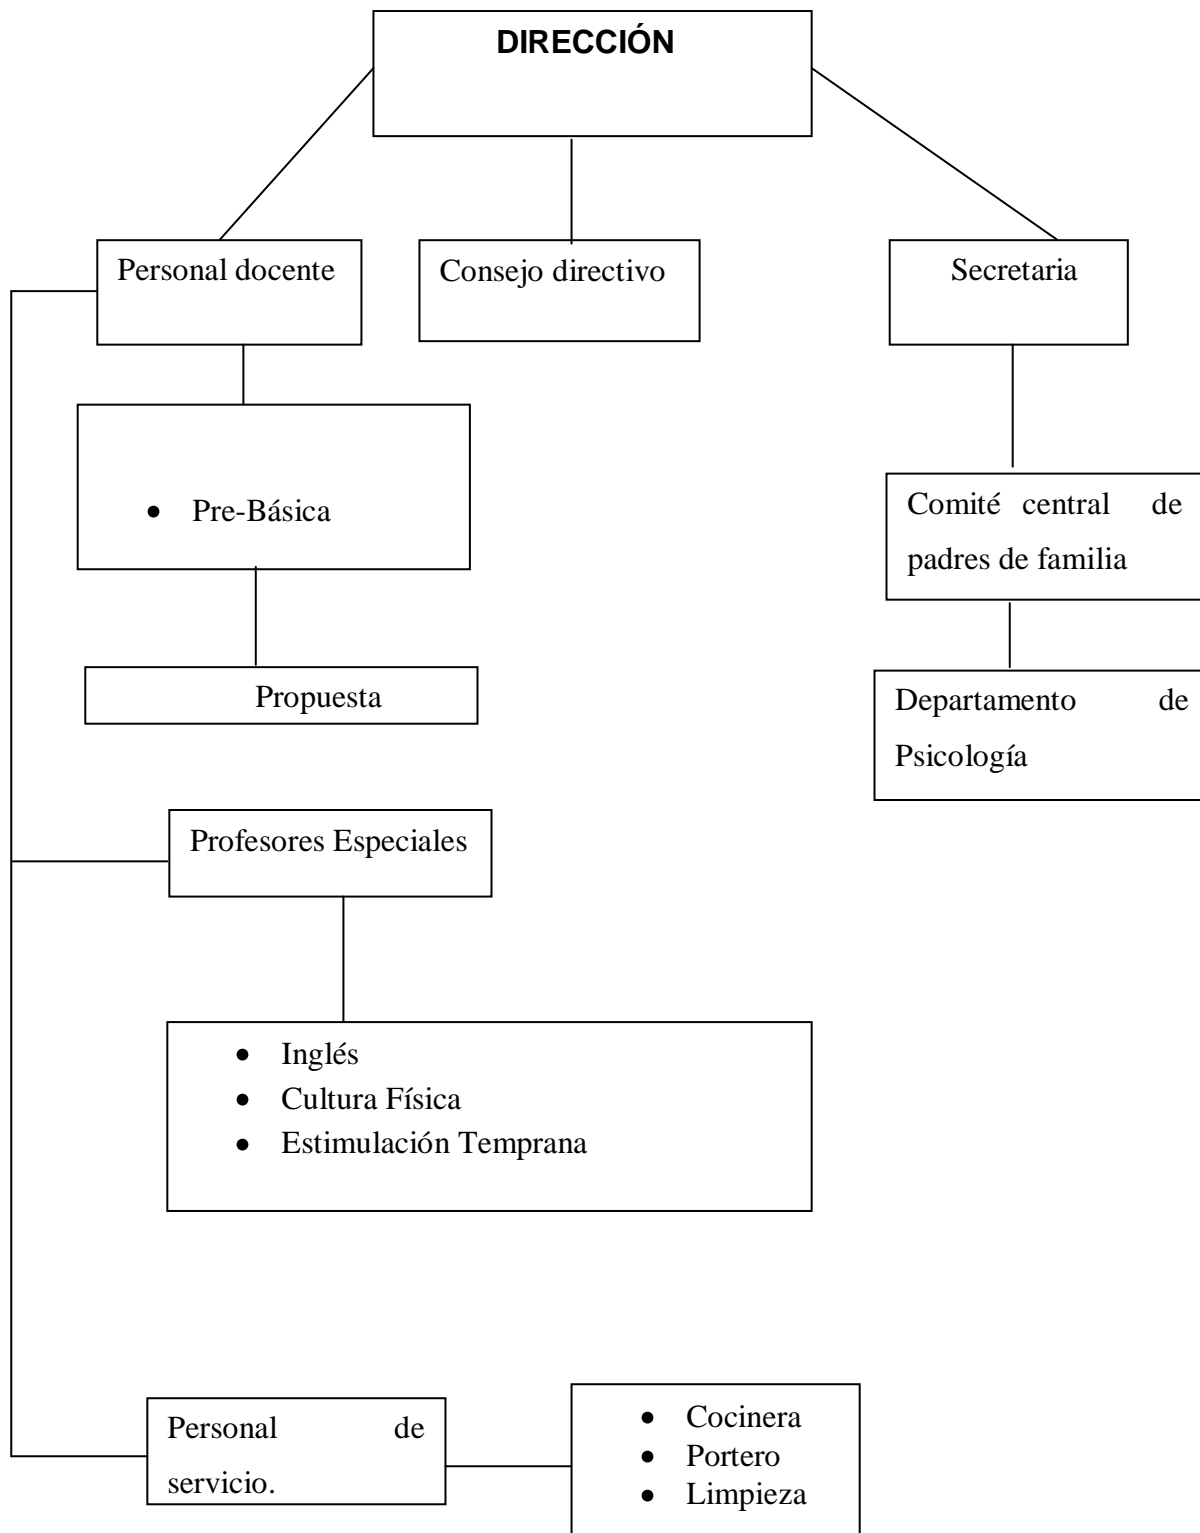 DIRECCIÓN
Personal docente
Consejo directivo
Secretaria
• Pre-Básica
Comité central de
padres de familia
Propuesta
Departamento de
Psicología
Profesores Especiales
• Inglés
• Cultura Física
• Estimulación Temprana
Personal de
servicio.
• Cocinera
• Portero
• Limpieza